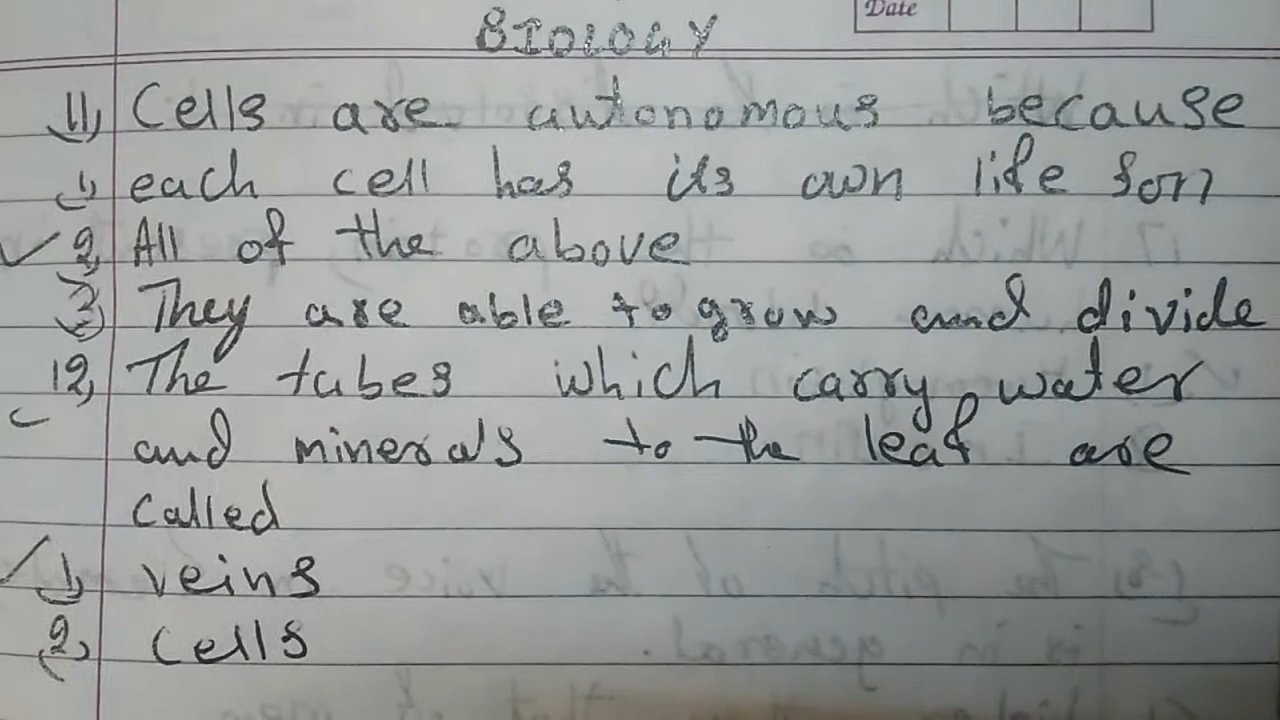 Date
BIOLOGY
11) Cells are autonomous because
1) each cell has its own life
2) All of the above
3) They are able to grow and divide
12) The tubes which carry water
and minerals to the leaf are
called
1) veins
2) Cells